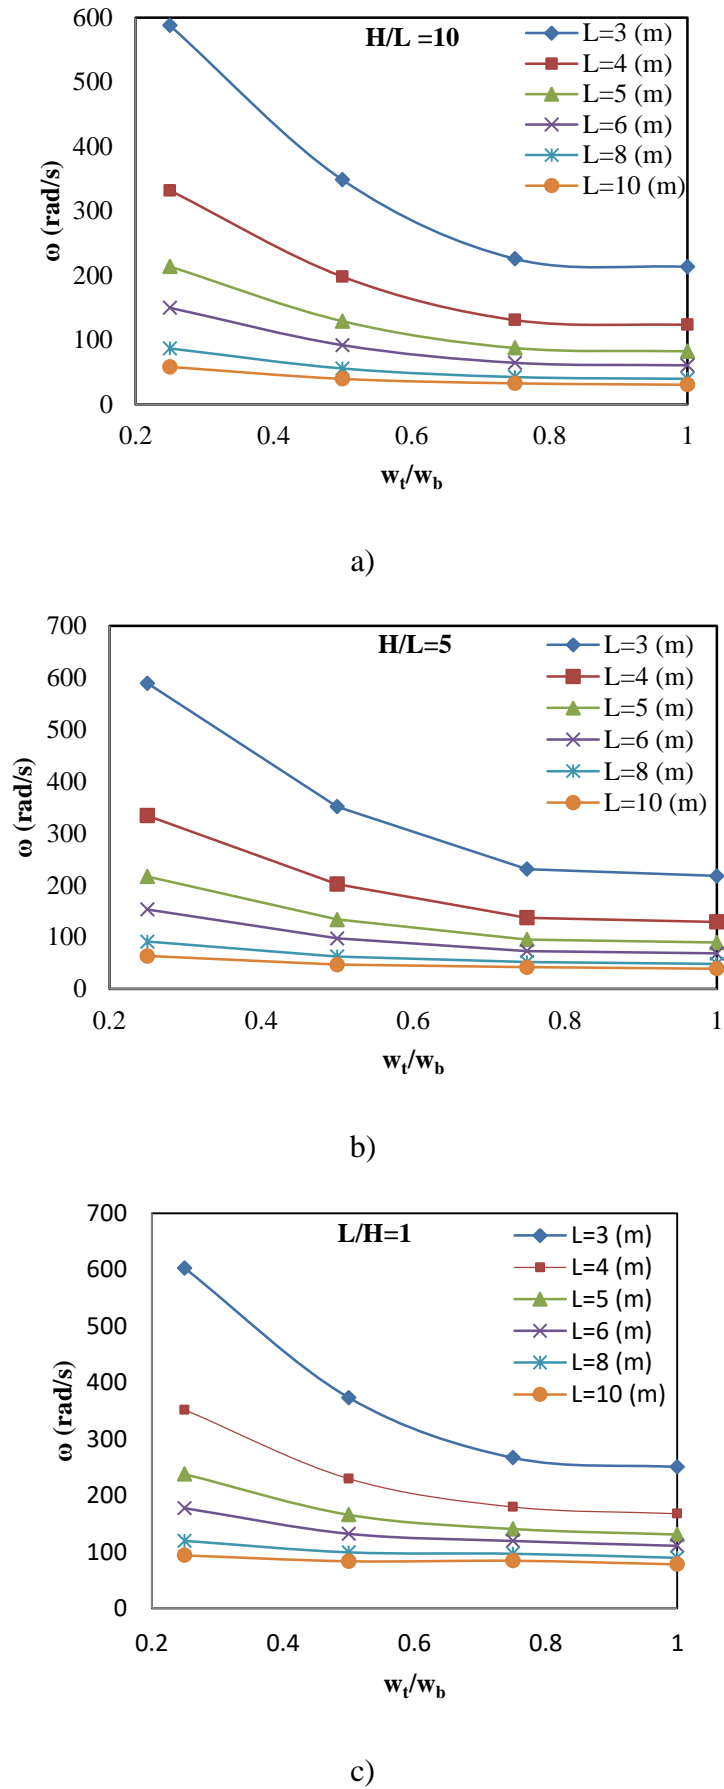 600
500
400
300
200
100
0
ω (rad/s)
H/L =10
L=3 (m)
L=4 (m)
L=5 (m)
L=6 (m)
L=8 (m)
L=10 (m)
0.2 0.4 0.6 0.8 1
wt/wb
a)
700
600
500
400
300
200
100
0
ω (rad/s)
H/L=5
L=3 (m)
L=4 (m)
L=5 (m)
L=6 (m)
L=8 (m)
L=10 (m)
0.2 0.4 0.6 0.8 1
wt/wb
b)
700
600
500
400
300
200
100
0
ω (rad/s)
L/H=1
L=3 (m)
L=4 (m)
L=5 (m)
L=6 (m)
L=8 (m)
L=10 (m)
0.2 0.4 0.6 0.8 1
wt/wb
c)